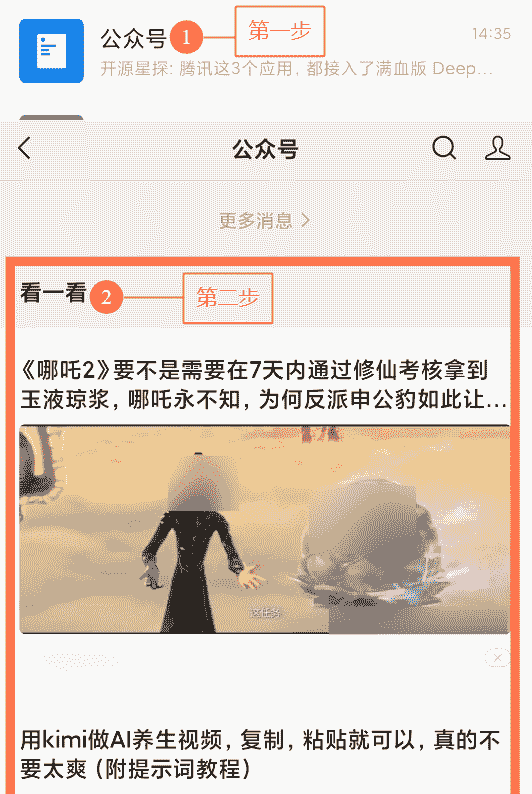 公众号 1 第一步 14:35
开源星探: 腾讯这3个应用，都接入了满血版 Deep...
公众号
更多消息
看一看 2 第二步
《哪吒2》要不是需要在7天内通过修仙考核拿到
玉液琼浆，哪吒永不知，为何反派申公豹如此让...
这任务
用kimi做AI养生视频，复制，粘贴就可以，真的不
要太爽（附提示词教程）